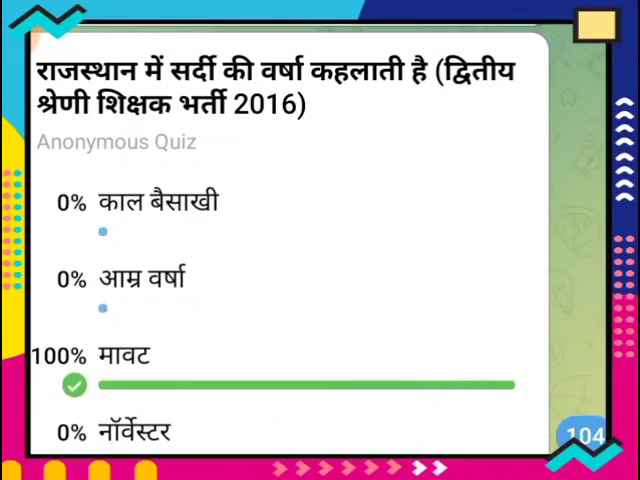 राजस्थान में सर्दी की वर्षा कहलाती है (द्वितीय
श्रेणी शिक्षक भर्ती 2016)
Anonymous Quiz
0% काल बैसाखी
0% आम्र वर्षा
100% मावट
0% नॉर्वेस्टर
104